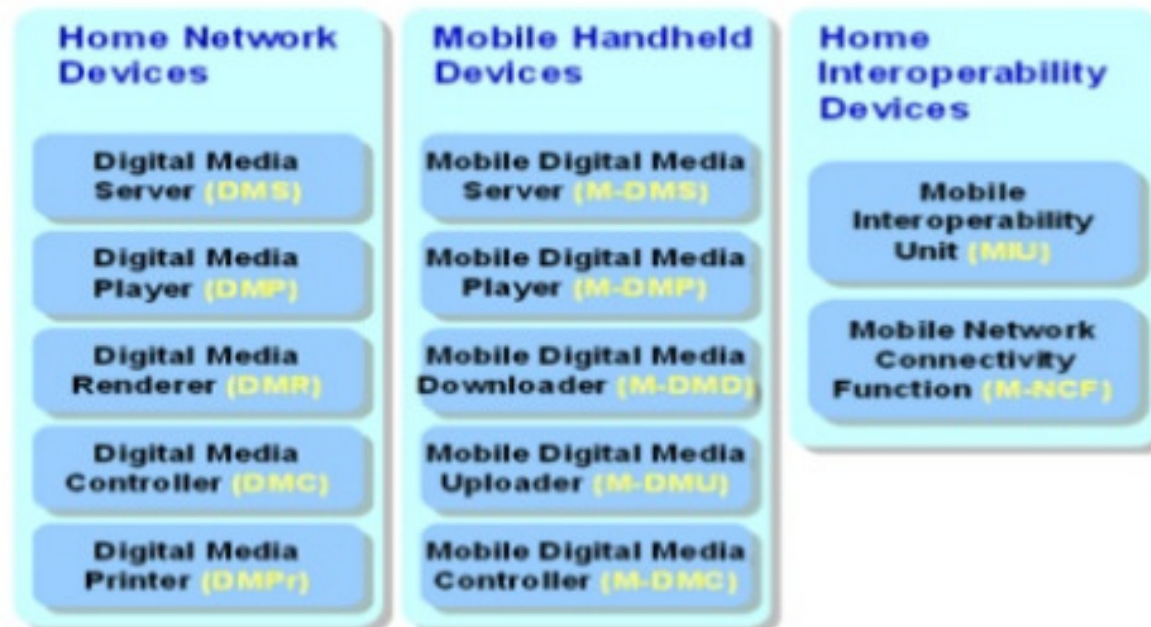 Home Network
Devices
Digital Media
Server (DMS)
Digital Media
Player (DMP)
Digital Media
Renderer (DMR)
Digital Media
Controller (DMC)
Digital Media
Printer (DMPr)
Mobile Handheld
Devices
Mobile Digital Media
Server (M-DMS)
Mobile Digital Media
Player (M-DMP)
Mobile Digital Media
Downloader (M-DMD)
Mobile Digital Media
Uploader (M-DMU)
Mobile Digital Media
Controller (M-DMC)
Home
Interoperability
Devices
Mobile
Interoperability
Unit (MIU)
Mobile Network
Connectivity
Function (M-NCF)